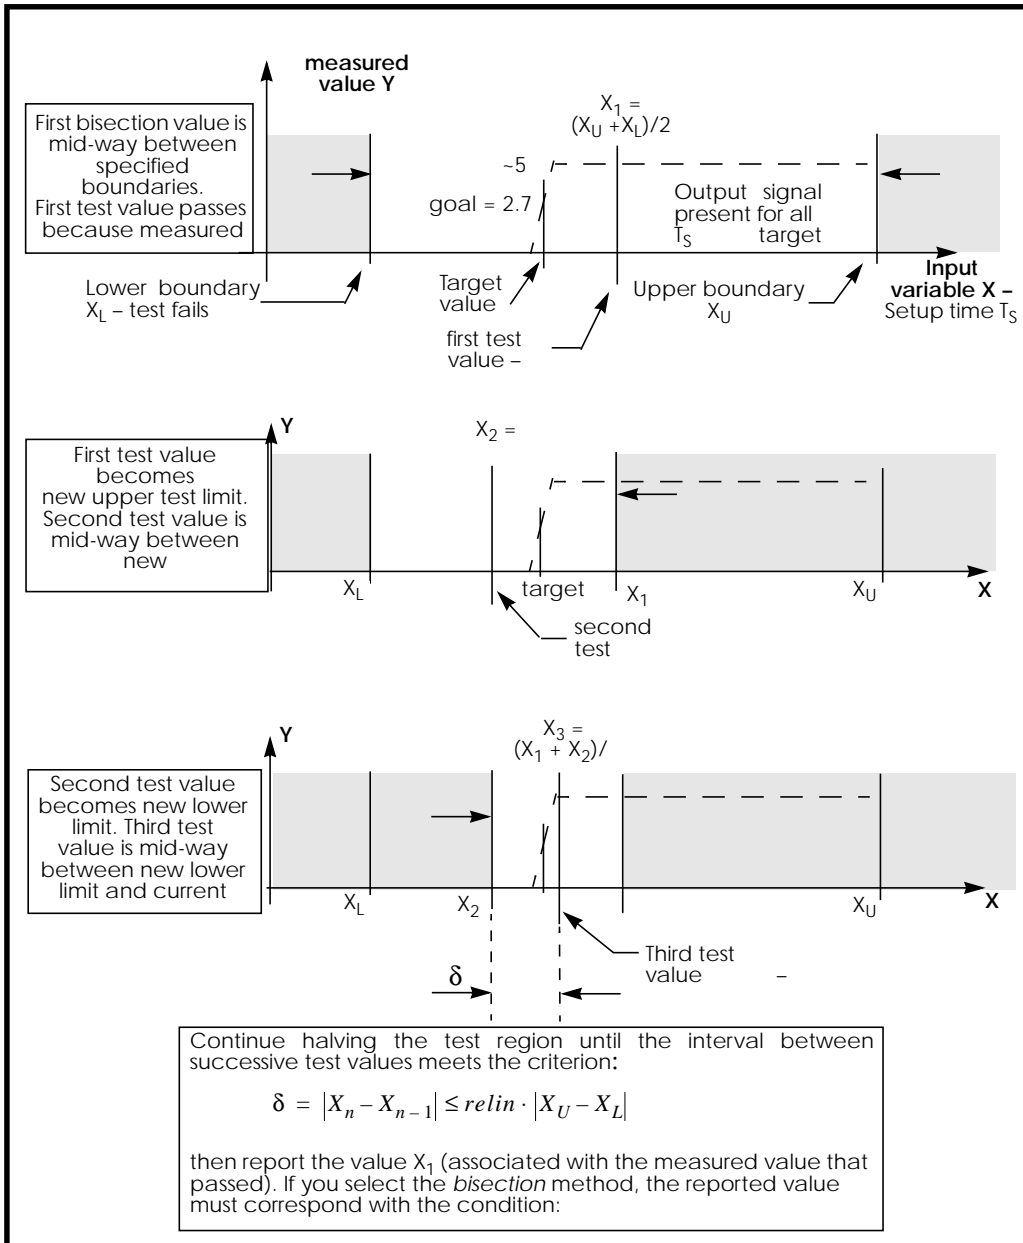 measured
value Y
First bisection value is
mid-way between
specified
boundaries.
First test value passes
because measured
X1 =
(XU +XL)/2
~5
goal = 2.7
Output signal
present for all
TS target
Lower boundary
XL – test fails
Target
value
first test
value –
Upper boundary
XU
Input
variable X –
Setup time TS
Y
X2 =
First test value
becomes
new upper test limit.
Second test value is
mid-way between
new
XL
target
X1
XU
X
second
test
Y
X3 =
(X1 + X2)/
Second test value
becomes new lower
limit. Third test
value is mid-way
between new lower
limit and current
XL
X2
XU
X
Third test
value –
δ
Continue halving the test region until the interval between
successive test values meets the criterion:
δ = |Xn – Xn – 1| ≤ relin · |XU – XL|
then report the value X1 (associated with the measured value that
passed). If you select the bisection method, the reported value
must correspond with the condition: